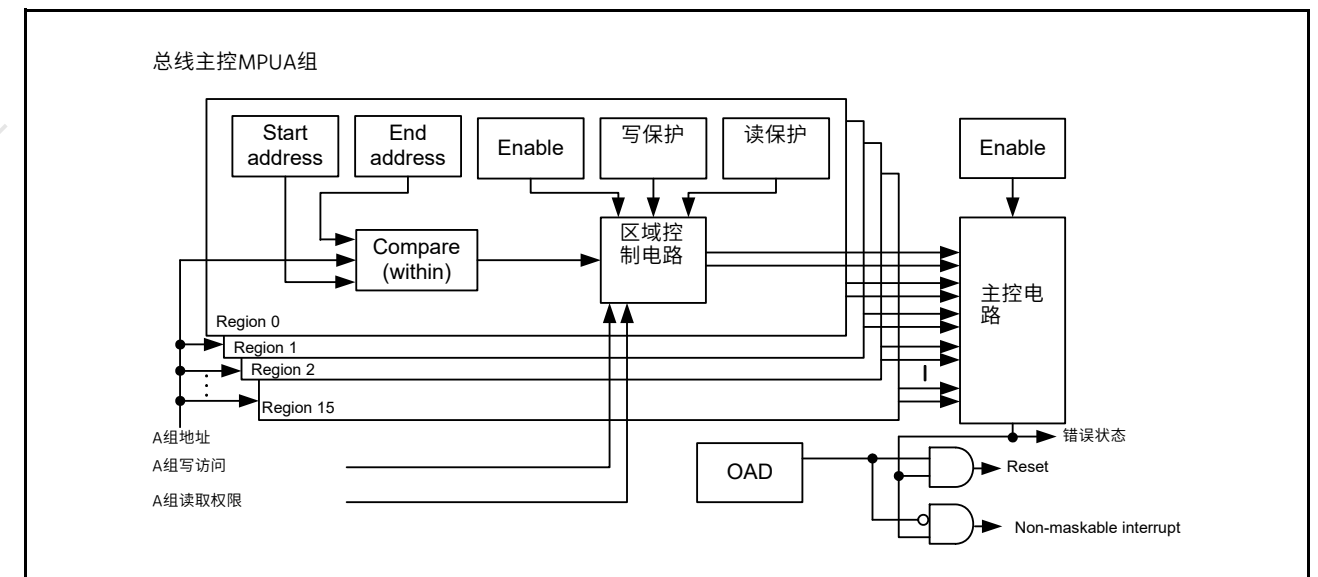 总线主控MPUA组
Start
address
End
address
Enable
写保护
读保护
Enable
Compare
(within)
区域控
制电路
主控电
路
Region 0
Region 1
Region 2
Region 15
A组地址
A组写访问
A组读取权限
OAD
错误状态
Reset
Non-maskable interrupt